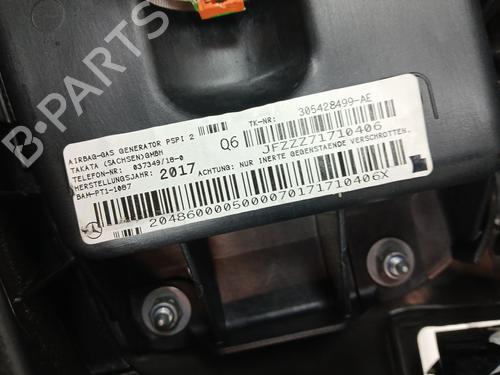 AIRBAG-GAS GENERATOR PSPI 2
TAKATA (SACHSEN)GMBH
TELEFON-NR: 037349/18-0
HERSTELLUNGSJAHR: 2017
BAM-PT1-1087
Q6
TK-NR: 305428499-AE
JFZZZ71710406
ACHTUNG: NUR INERTE GEGENSTAENDE VERSCHROTTEN.
2048600005000070171710406X
B-PARTS